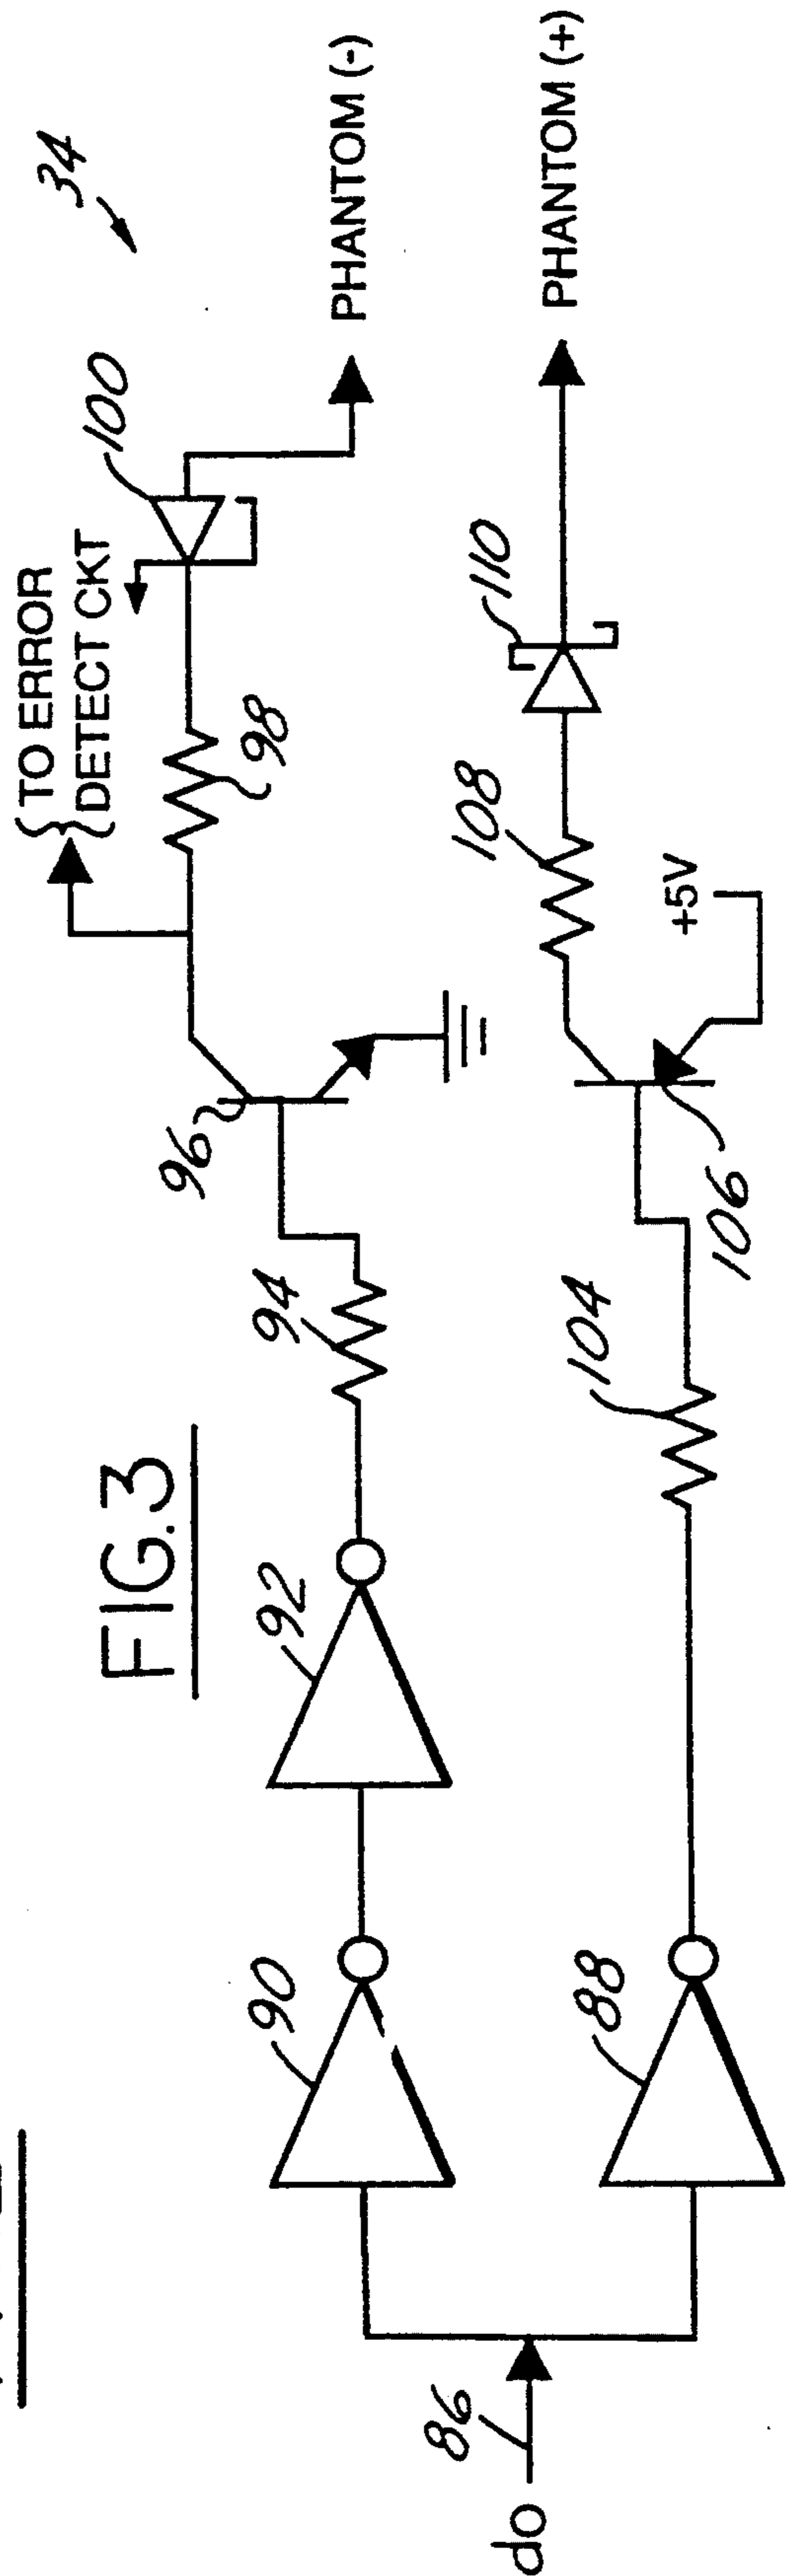 FIG.3
34
TO ERROR
DETECT CKT
100
PHANTOM (-)
98
96
94
92
90
86
do
88
104
106
+5V
108
110
PHANTOM (+)